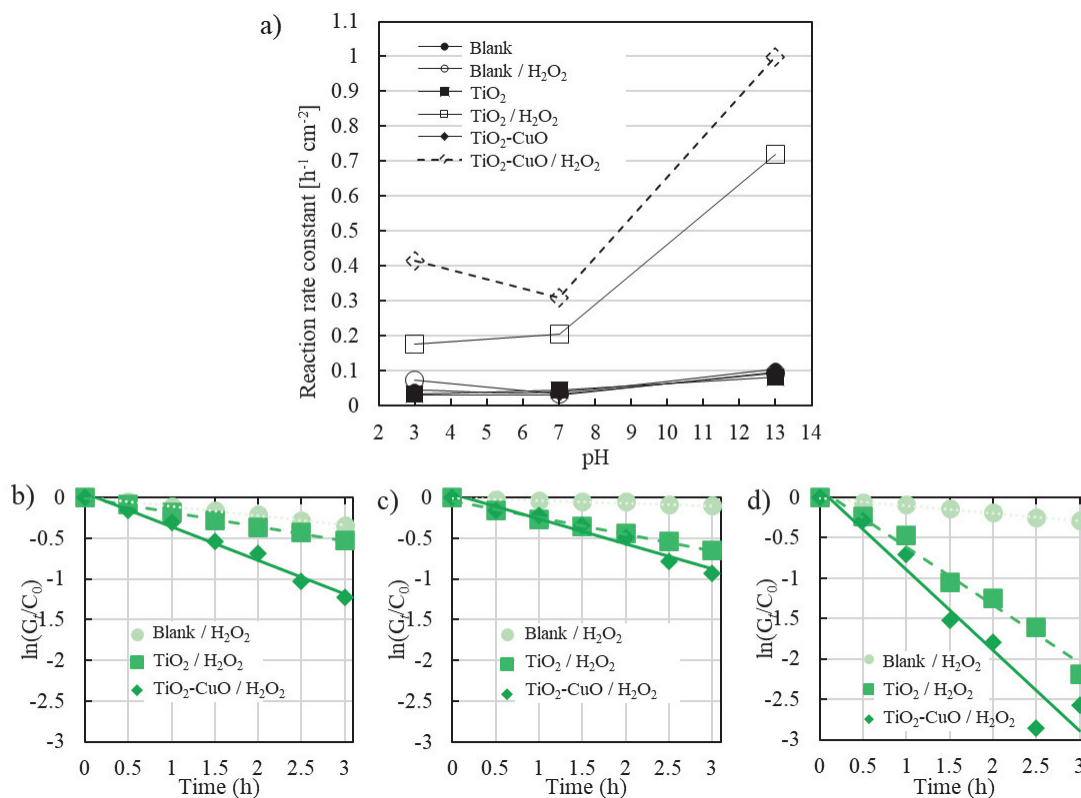 a)
Reaction rate constant [h⁻¹ cm⁻²]
1.1
1
0.9
0.8
0.7
0.6
0.5
0.4
0.3
0.2
0.1
0
Blank
Blank / H₂O₂
TiO₂
TiO₂ / H₂O₂
TiO₂-CuO
TiO₂-CuO / H₂O₂
2 3 4 5 6 7 8 9 10 11 12 13 14
pH
b)
ln(Cₜ/C₀)
0
-0.5
-1
-1.5
-2
-2.5
-3
Blank / H₂O₂
TiO₂ / H₂O₂
TiO₂-CuO / H₂O₂
0 0.5 1 1.5 2 2.5 3
Time (h)
c)
ln(Cₜ/C₀)
0
-0.5
-1
-1.5
-2
-2.5
-3
Blank / H₂O₂
TiO₂ / H₂O₂
TiO₂-CuO / H₂O₂
0 0.5 1 1.5 2 2.5 3
Time (h)
d)
ln(Cₜ/C₀)
0
-0.5
-1
-1.5
-2
-2.5
-3
Blank / H₂O₂
TiO₂ / H₂O₂
TiO₂-CuO / H₂O₂
0 0.5 1 1.5 2 2.5 3
Time (h)